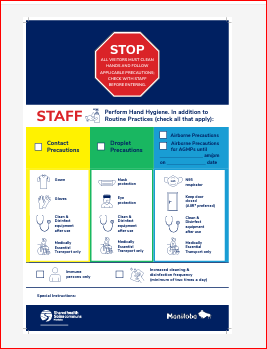 STOP
ALL VISITORS MUST CLEAN
HANDS AND FOLLOW
APPLICABLE PRECAUTIONS.
CHECK WITH STAFF
BEFORE ENTERING.
STAFF
Perform Hand Hygiene. In addition to
Routine Practices (check all that apply):
Contact
Precautions
Droplet
Precautions
Airborne Precautions
Airborne Precautions
for AGMPs until
am/pm
on date
Gown
Gloves
Clean &
Disinfect
equipment
after use
Medically
Essential
Transport only
Mask
protection
Eye
protection
Clean &
Disinfect
equipment
after use
Medically
Essential
Transport only
N95
respirator
Keep door
closed
(AIIR* preferred)
Clean &
Disinfect
equipment
after use
Medically
Essential
Transport only
Immune
persons only
Increased cleaning &
disinfection frequency
(minimum of two times a day)
Special Instructions:
Shared health
Soins communs
Manitoba